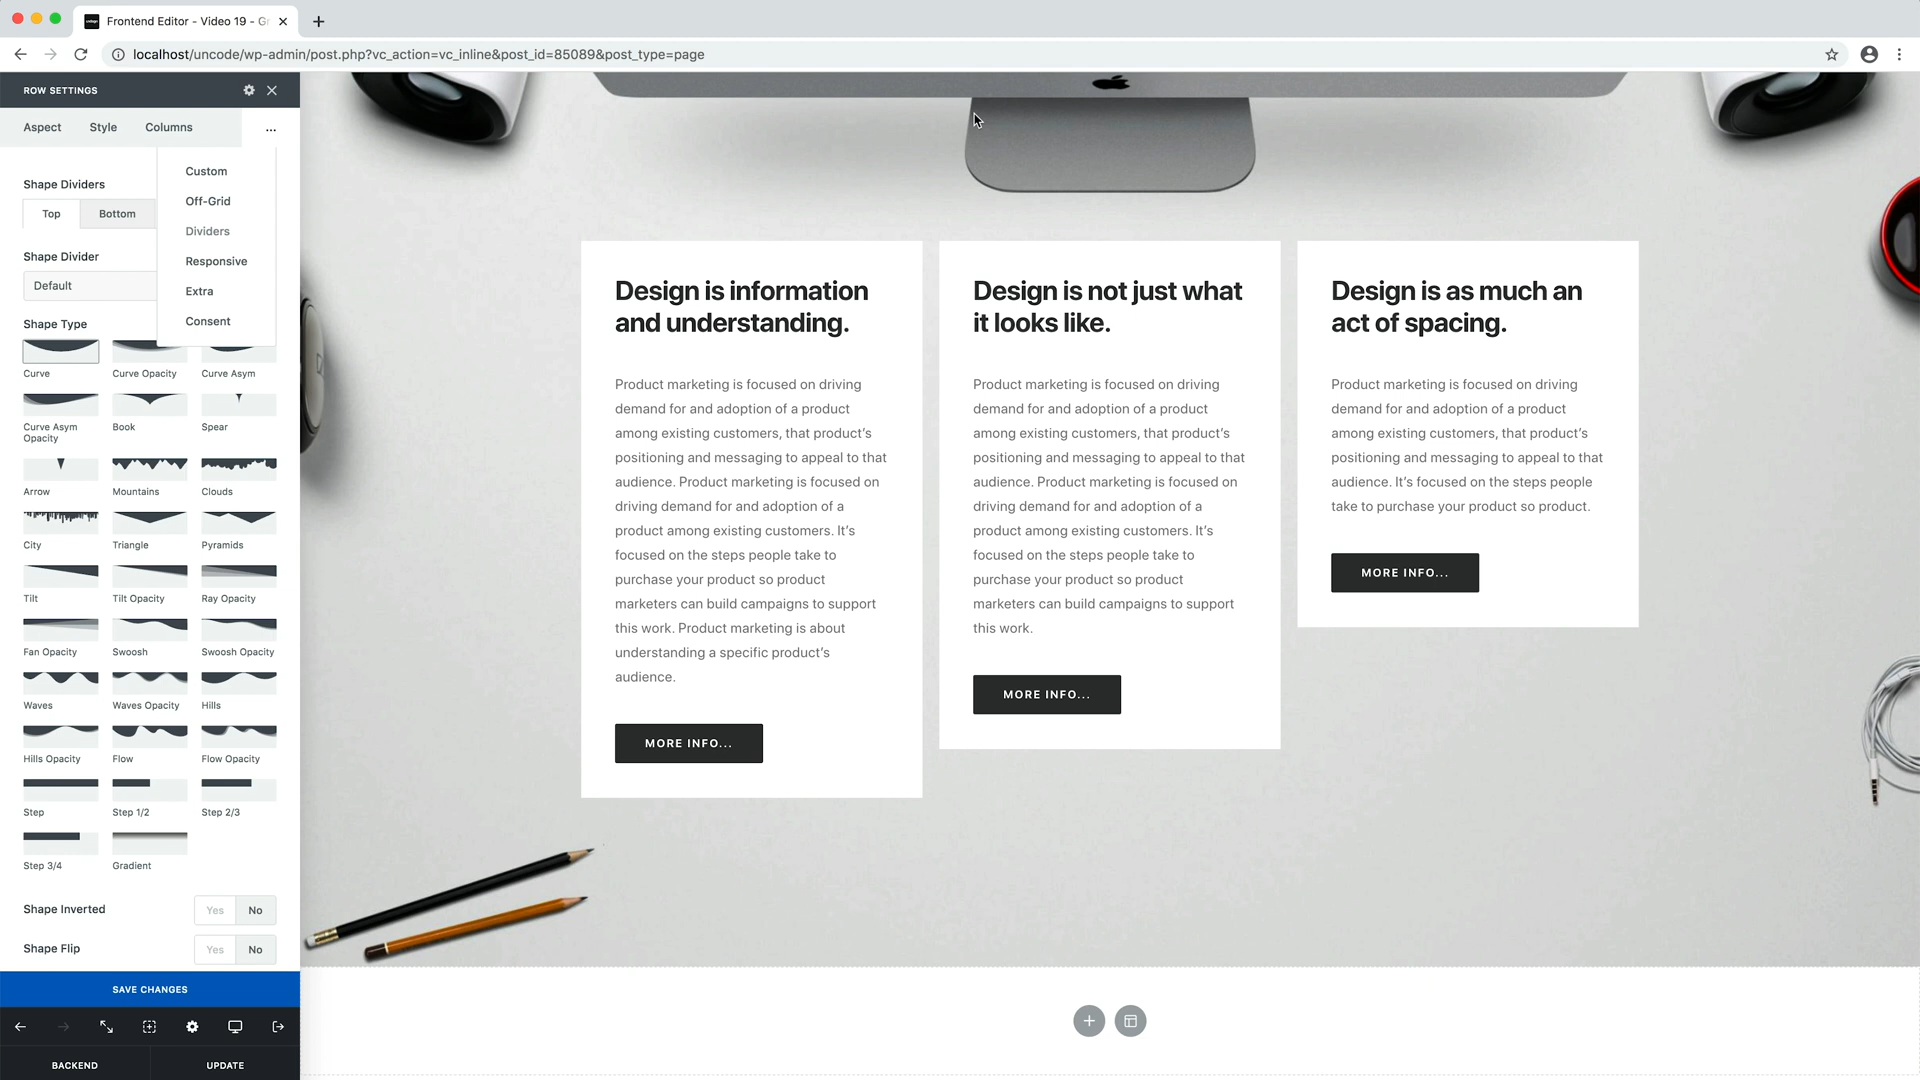 Frontend Editor - Video 19 - Gr
localhost/uncode/wp-admin/post.php?vc_action=vc_inline&post_id=85089&post_type=page
ROW SETTINGS
Aspect Style Columns ...
Custom
Off-Grid
Dividers
Responsive
Extra
Consent
Shape Dividers
Top Bottom
Shape Divider
Default
Shape Type
Curve Curve Opacity Curve Asym
Curve Asym Opacity Book Spear
Arrow Mountains Clouds
City Triangle Pyramids
Tilt Tilt Opacity Ray Opacity
Fan Opacity Swoosh Swoosh Opacity
Waves Waves Opacity Hills
Hills Opacity Flow Flow Opacity
Step Step 1/2 Step 2/3
Step 3/4 Gradient
Shape Inverted Yes No
Shape Flip Yes No
SAVE CHANGES
BACKEND UPDATE
Design is information
and understanding.
Product marketing is focused on driving
demand for and adoption of a product
among existing customers, that product's
positioning and messaging to appeal to that
audience. Product marketing is focused on
driving demand for and adoption of a
product among existing customers. It's
focused on the steps people take to
purchase your product so product
marketers can build campaigns to support
this work. Product marketing is about
understanding a specific product's
audience.
MORE INFO...
Design is not just what
it looks like.
Product marketing is focused on driving
demand for and adoption of a product
among existing customers, that product's
positioning and messaging to appeal to that
audience. Product marketing is focused on
driving demand for and adoption of a
product among existing customers. It's
focused on the steps people take to
purchase your product so product
marketers can build campaigns to support
this work.
MORE INFO...
Design is as much an
act of spacing.
Product marketing is focused on driving
demand for and adoption of a product
among existing customers, that product's
positioning and messaging to appeal to that
audience. It's focused on the steps people
take to purchase your product so product.
MORE INFO...